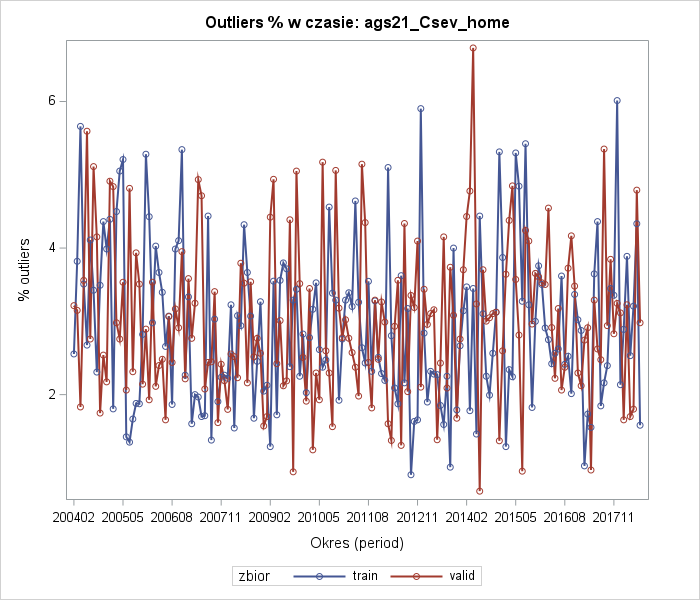 Outliers % w czasie: ags21_Csev_home
6
4
2
% outliers
200402 200505 200608 200711 200902 201005 201108 201211 201402 201505 201608 201711
Okres (period)
zbior train valid